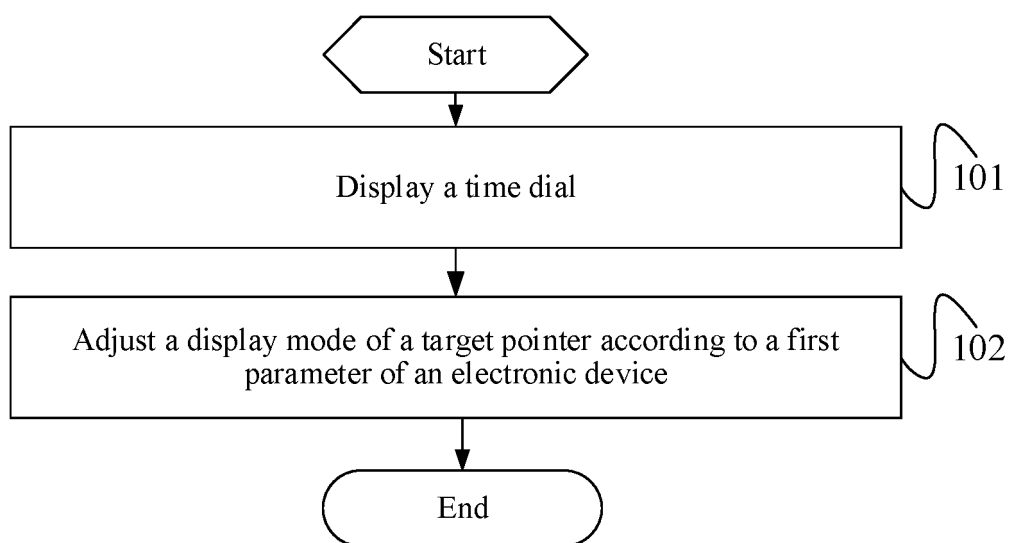 Start
Display a time dial
101
Adjust a display mode of a target pointer according to a first
parameter of an electronic device
102
End